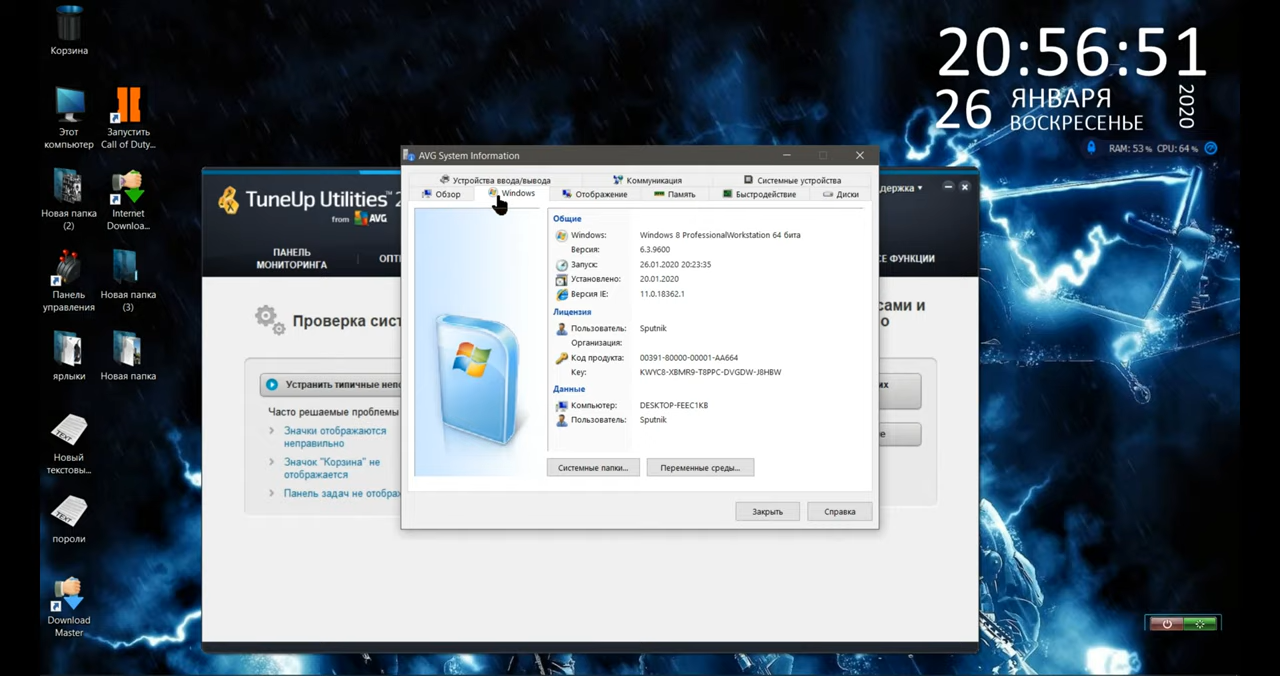 Корзина
Этот
компьютер
Запустить
Call of Duty...
Новая папка
(2)
Internet
Downloa...
Панель
управления
Новая папка
(3)
ярлыки
Новая папка
Новый
текстовы...
пороли
Download
Master
20:56:51
26
ЯНВАРЯ
ВОСКРЕСЕНЬЕ
2020
RAM: 53% CPU: 64%
TuneUp Utilities™ 2
from AVG
держка
ПАНЕЛЬ
МОНИТОРИНГА
ОПТ
Е ФУНКЦИИ
Проверка сист
сами и
о
Устранить типичные непо
Часто решаемые проблемы
Значки отображаются
неправильно
Значок "Корзина" не
отображается
Панель задач не отображ
их
е
AVG System Information
Устройства ввода/вывода
Коммуникация
Системные устройства
Обзор
Windows
Отображение
Память
Быстродействие
Диски
Общие
Windows: Windows 8 ProfessionalWorkstation 64 бита
Версия: 6.3.9600
Запуск: 26.01.2020 20:23:35
Установлено: 20.01.2020
Версия IE: 11.0.18362.1
Лицензия
Пользователь: Sputnik
Организация:
Код продукта: 00391-80000-00001-AA664
Key: KWYC8-XBMR9-T8PPC-DVGDW-J8HBW
Данные
Компьютер: DESKTOP-FEEC1KB
Пользователь: Sputnik
Системные папки...
Переменные среды...
Закрыть
Справка